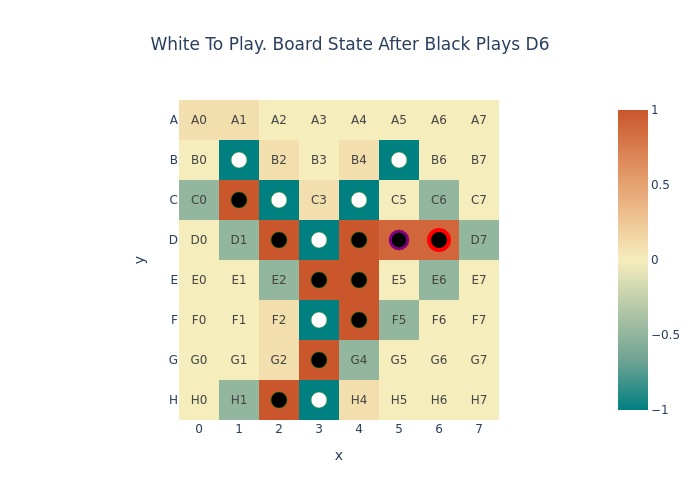 White To Play. Board State After Black Plays D6
A A0 A1 A2 A3 A4 A5 A6 A7
B B0 B2 B3 B4 B6 B7
C C0 C3 C5 C6 C7
D D0 D1 D7
E E0 E1 E2 E5 E6 E7
F F0 F1 F2 F5 F6 F7
G G0 G1 G2 G4 G5 G6 G7
H H0 H1 H4 H5 H6 H7
0 1 2 3 4 5 6 7
x
y
1
0.5
0
−0.5
−1